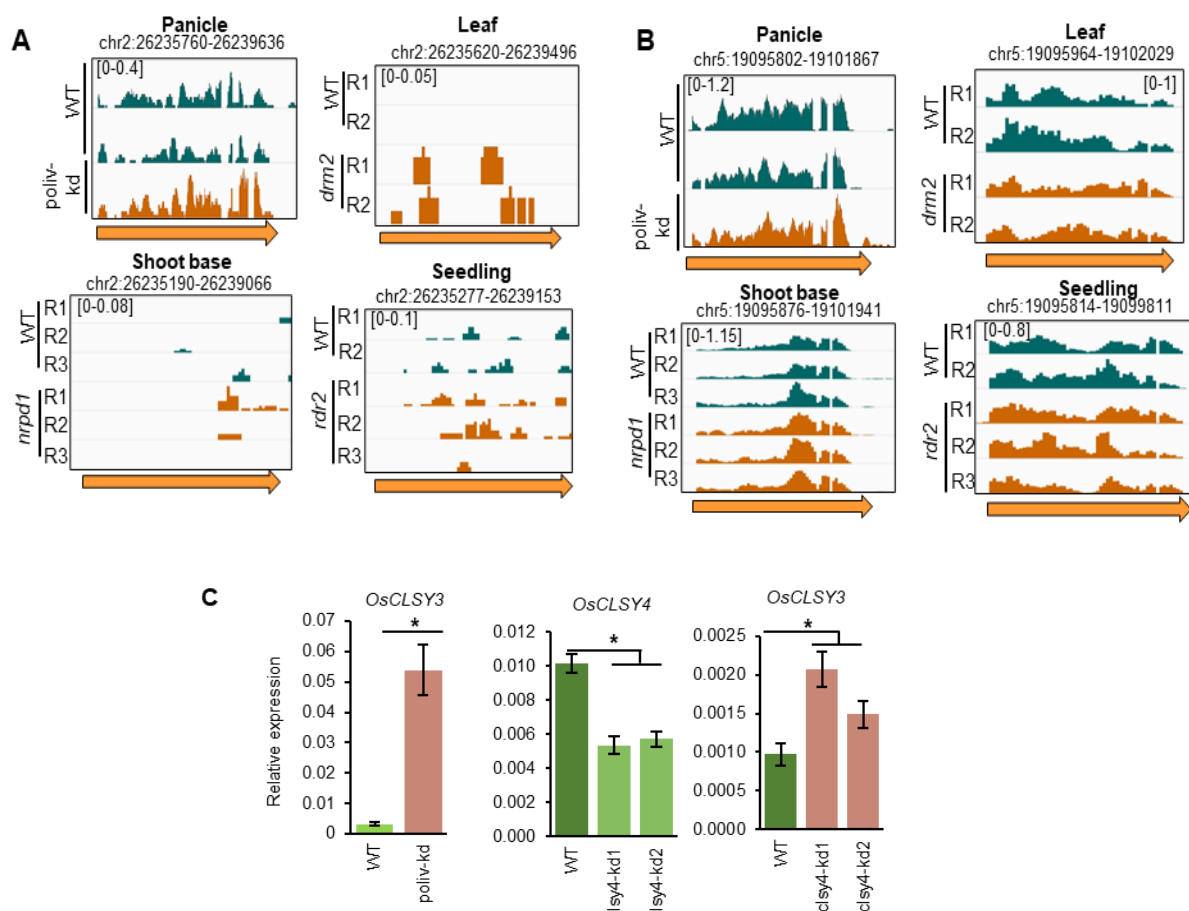 A
Panicle
chr2:26235760-26239636
[0-0.4]
WT
poliv-
kd
Leaf
chr2:26235620-26239496
[0-0.05]
WT
R1
R2
drm2
R1
R2
Shoot base
chr2:26235190-26239066
[0-0.08]
WT
R1
R2
R3
nrpd1
R1
R2
R3
Seedling
chr2:26235277-26239153
[0-0.1]
WT
R1
R2
rdr2
R1
R2
R3
B
Panicle
chr5:19095802-19101867
[0-1.2]
WT
poliv-
kd
Leaf
chr5:19095964-19102029
[0-1]
WT
R1
R2
drm2
R1
R2
Shoot base
chr5:19095876-19101941
[0-1.15]
WT
R1
R2
R3
nrpd1
R1
R2
R3
Seedling
chr5:19095814-19099811
[0-0.8]
WT
R1
R2
rdr2
R1
R2
R3
C
Relative expression
OsCLSY3
0.07
0.06
0.05
0.04
0.03
0.02
0.01
0
*
WT
poliv-kd
OsCLSY4
0.012
0.010
0.008
0.006
0.004
0.002
0.000
*
WT
lsy4-kd1
lsy4-kd2
OsCLSY3
0.0025
0.0020
0.0015
0.0010
0.0005
0.0000
*
WT
clsy4-kd1
clsy4-kd2